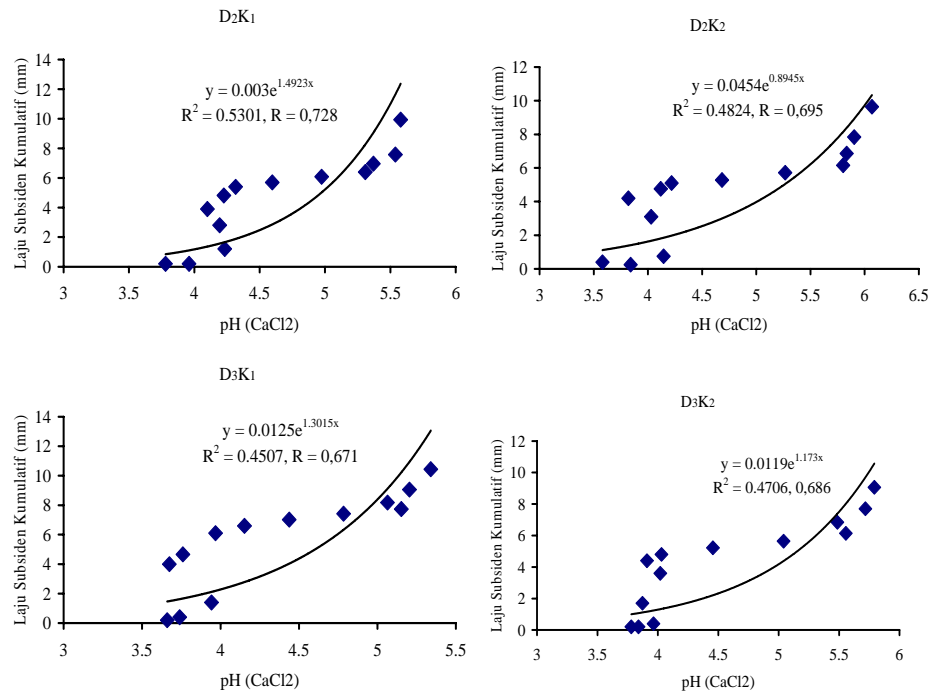 D2K1
Laju Subsiden Kumulatif (mm)
14
12
10
8
6
4
2
0
y = 0.003e^1.4923x
R² = 0.5301, R = 0,728
3 3.5 4 4.5 5 5.5 6
pH (CaCl2)
D2K2
Laju Subsiden Kumulatif (mm)
12
10
8
6
4
2
0
y = 0.0454e^0.8945x
R² = 0.4824, R = 0,695
3 3.5 4 4.5 5 5.5 6 6.5
pH (CaCl2)
D3K1
Laju Subsiden Kumulatif (mm)
14
12
10
8
6
4
2
0
y = 0.0125e^1.3015x
R² = 0.4507, R = 0,671
3 3.5 4 4.5 5 5.5
pH (CaCl2)
D3K2
Laju Subsiden Kumulatif (mm)
12
10
8
6
4
2
0
y = 0.0119e^1.173x
R² = 0.4706, 0,686
3 3.5 4 4.5 5 5.5 6
pH (CaCl2)